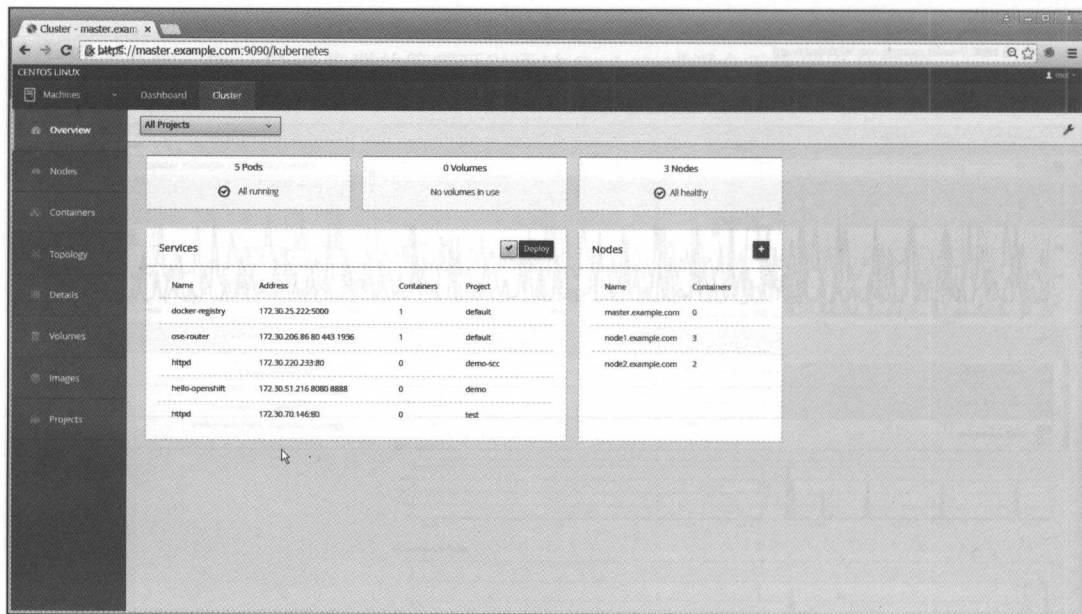 Cluster - master.exam
https://master.example.com:9090/kubernetes
CENTOS LINUX
root
Machines Dashboard Cluster
Overview
All Projects
Nodes
Containers
Topology
Details
Volumes
Images
Projects
5 Pods
All running
0 Volumes
No volumes in use
3 Nodes
All healthy
Services Deploy
Name Address Containers Project
docker-registry 172.30.25.222:5000 1 default
ose-router 172.30.206.86 80 443 1936 1 default
httpd 172.30.220.233:80 0 demo-scc
hello-openshift 172.30.51.216 8080 8888 0 demo
httpd 172.30.70.146:80 0 test
Nodes +
Name Containers
master.example.com 0
node1.example.com 3
node2.example.com 2